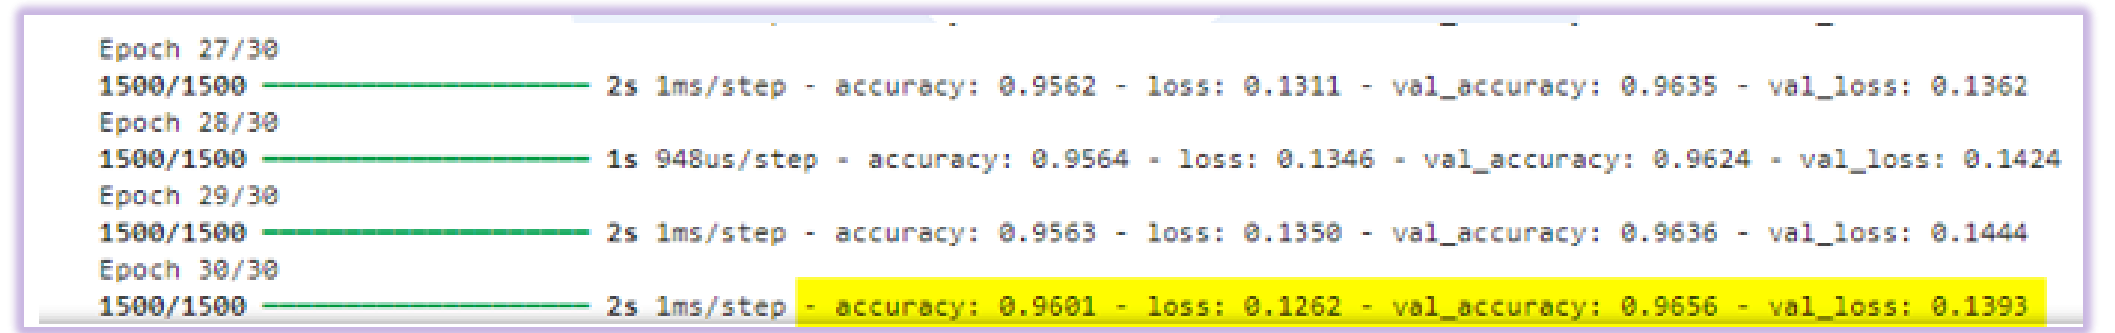 Epoch 27/30
1500/1500 ━━━━━━━━━━━━━━━━━━━━ 2s 1ms/step - accuracy: 0.9562 - loss: 0.1311 - val_accuracy: 0.9635 - val_loss: 0.1362
Epoch 28/30
1500/1500 ━━━━━━━━━━━━━━━━━━━━ 1s 948us/step - accuracy: 0.9564 - loss: 0.1346 - val_accuracy: 0.9624 - val_loss: 0.1424
Epoch 29/30
1500/1500 ━━━━━━━━━━━━━━━━━━━━ 2s 1ms/step - accuracy: 0.9563 - loss: 0.1350 - val_accuracy: 0.9636 - val_loss: 0.1444
Epoch 30/30
1500/1500 ━━━━━━━━━━━━━━━━━━━━ 2s 1ms/step - accuracy: 0.9601 - loss: 0.1262 - val_accuracy: 0.9656 - val_loss: 0.1393